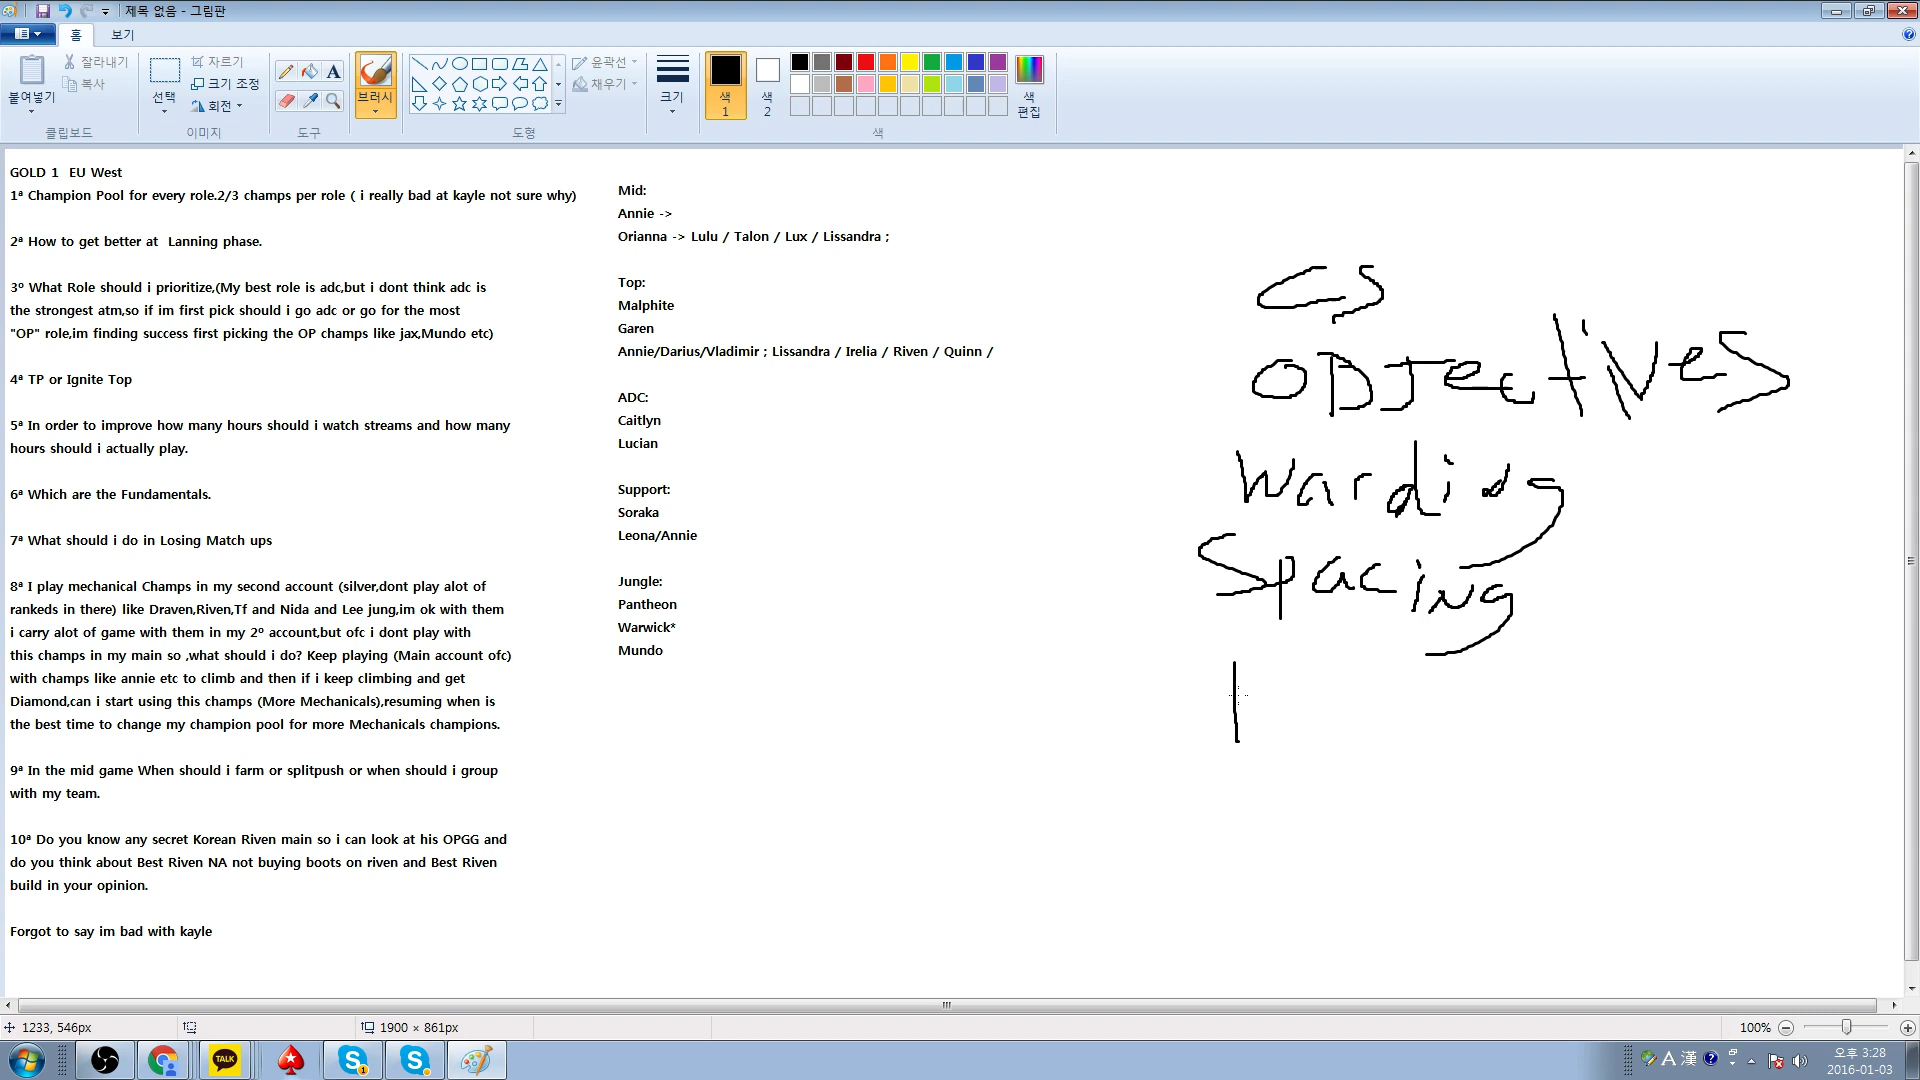 제목 없음 - 그림판
홈 보기
붙여넣기
잘라내기
복사
클립보드
선택
자르기
크기 조정
회전
이미지
A
도구
브러시
윤곽선
채우기
도형
크기
색
1
색
2
색
편집
색
GOLD 1 EU West
1ª Champion Pool for every role.2/3 champs per role ( i really bad at kayle not sure why)
2ª How to get better at Lanning phase.
3º What Role should i prioritize,(My best role is adc,but i dont think adc is
the strongest atm,so if im first pick should i go adc or go for the most
"OP" role,im finding success first picking the OP champs like jax,Mundo etc)
4ª TP or Ignite Top
5ª In order to improve how many hours should i watch streams and how many
hours should i actually play.
6ª Which are the Fundamentals.
7ª What should i do in Losing Match ups
8ª I play mechanical Champs in my second account (silver,dont play alot of
rankeds in there) like Draven,Riven,Tf and Nida and Lee jung,im ok with them
i carry alot of game with them in my 2º account,but ofc i dont play with
this champs in my main so ,what should i do? Keep playing (Main account ofc)
with champs like annie etc to climb and then if i keep climbing and get
Diamond,can i start using this champs (More Mechanicals),resuming when is
the best time to change my champion pool for more Mechanicals champions.
9ª In the mid game When should i farm or splitpush or when should i group
with my team.
10ª Do you know any secret Korean Riven main so i can look at his OPGG and
do you think about Best Riven NA not buying boots on riven and Best Riven
build in your opinion.
Forgot to say im bad with kayle
Mid:
Annie ->
Orianna -> Lulu / Talon / Lux / Lissandra ;
Top:
Malphite
Garen
Annie/Darius/Vladimir ; Lissandra / Irelia / Riven / Quinn /
ADC:
Caitlyn
Lucian
Support:
Soraka
Leona/Annie
Jungle:
Pantheon
Warwick*
Mundo
CS
OBJectives
Warding
Spacing
1233, 546px
1900 × 861px
100%
TALK
A 漢
오후 3:28
2016-01-03